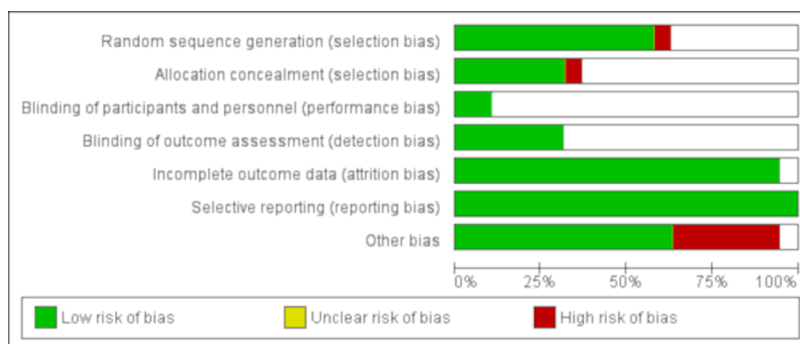 Random sequence generation (selection bias)
Allocation concealment (selection bias)
Blinding of participants and personnel (performance bias)
Blinding of outcome assessment (detection bias)
Incomplete outcome data (attrition bias)
Selective reporting (reporting bias)
Other bias
0% 25% 50% 75% 100%
Low risk of bias Unclear risk of bias High risk of bias